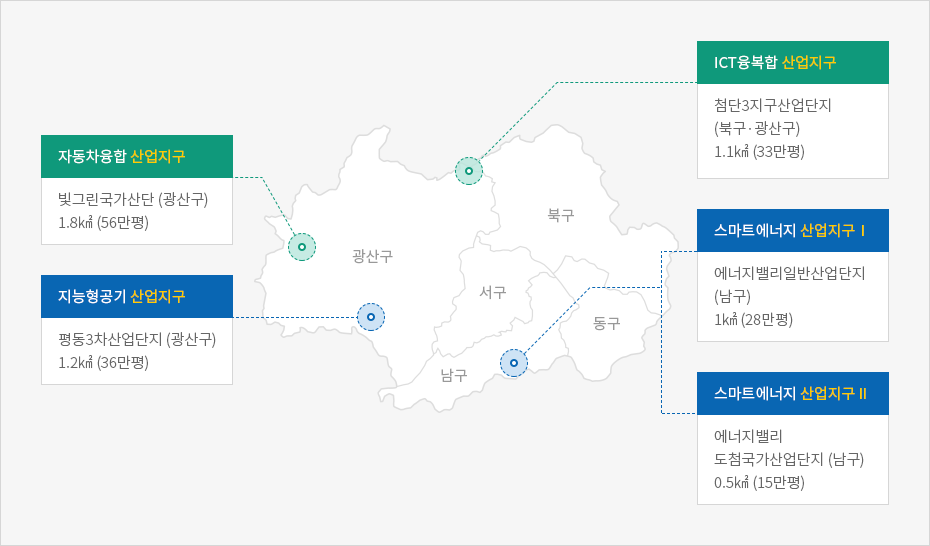 자동차융합 산업지구
빛그린국가산단 (광산구)
1.8㎢ (56만평)
지능형공기 산업지구
평동3차산업단지 (광산구)
1.2㎢ (36만평)
광산구
북구
서구
동구
남구
ICT융복합 산업지구
첨단3지구산업단지
(북구·광산구)
1.1㎢ (33만평)
스마트에너지 산업지구 Ⅰ
에너지밸리일반산업단지
(남구)
1㎢ (28만평)
스마트에너지 산업지구 Ⅱ
에너지밸리
도첨국가산업단지 (남구)
0.5㎢ (15만평)